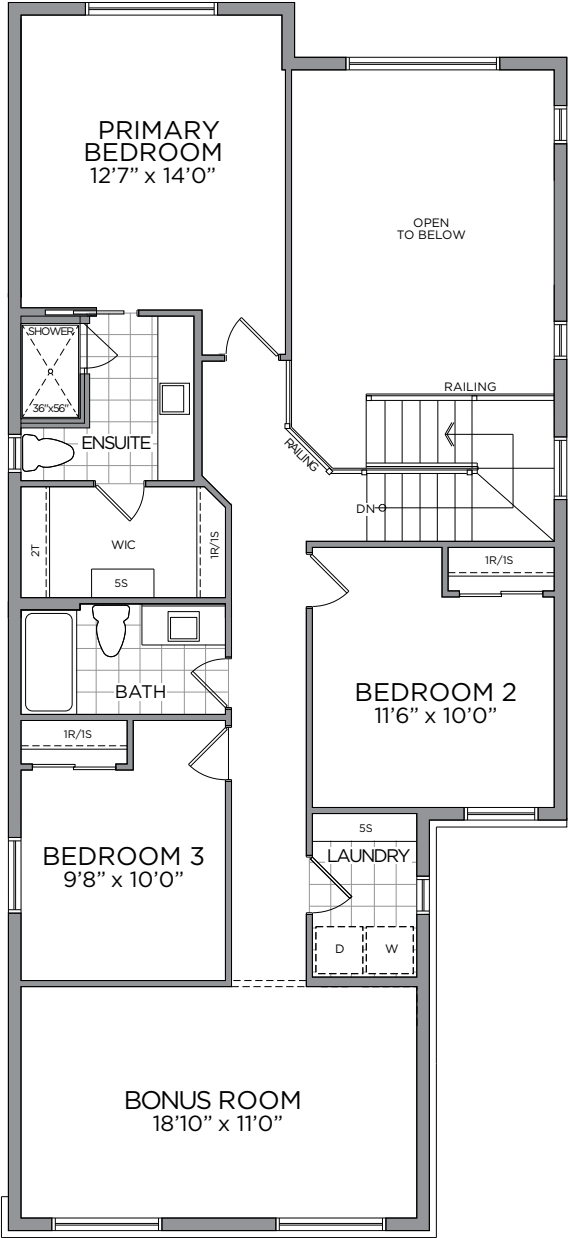 PRIMARY
BEDROOM
12’7” x 14’0”
OPEN
TO BELOW
SHOWER
36"x56"
ENSUITE
RAILING
RAILING
DN
2T
WIC
5S
1R/1S
1R/1S
BATH
BEDROOM 2
11’6” x 10’0”
1R/1S
BEDROOM 3
9’8” x 10’0”
5S
LAUNDRY
D
W
BONUS ROOM
18’10” x 11’0”